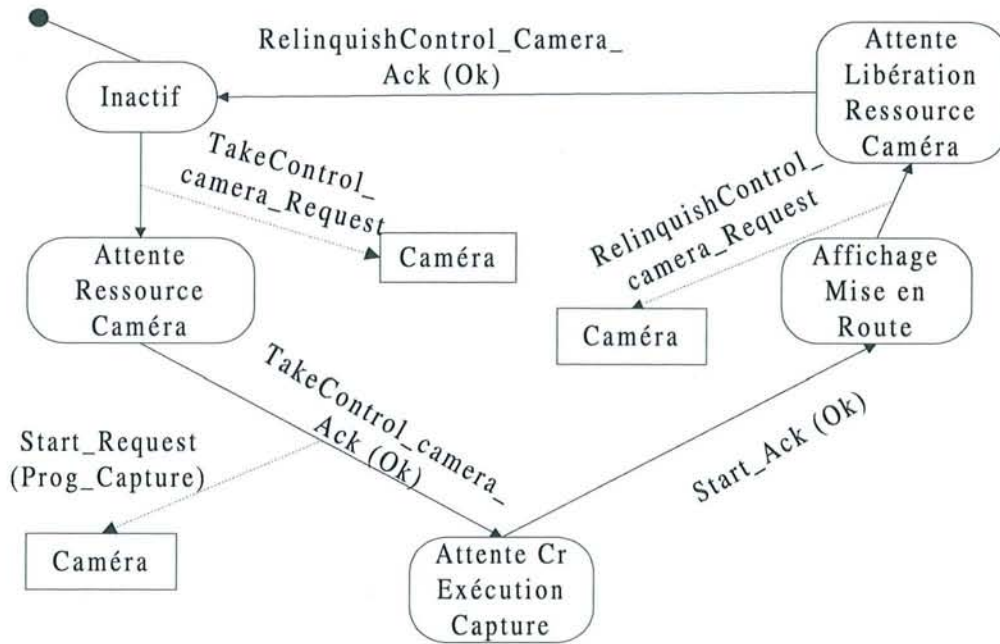 RelinquishControl_Camera_
Ack (Ok)
Attente
Libération
Ressource
Caméra
Inactif
TakeControl_
camera_Request
Caméra
RelinquishControl_
camera_Request
Caméra
Attente
Ressource
Caméra
Affichage
Mise en
Route
TakeControl_camera_
Ack (Ok)
Start_Ack (Ok)
Start_Request
(Prog_Capture)
Caméra
Attente Cr
Exécution
Capture